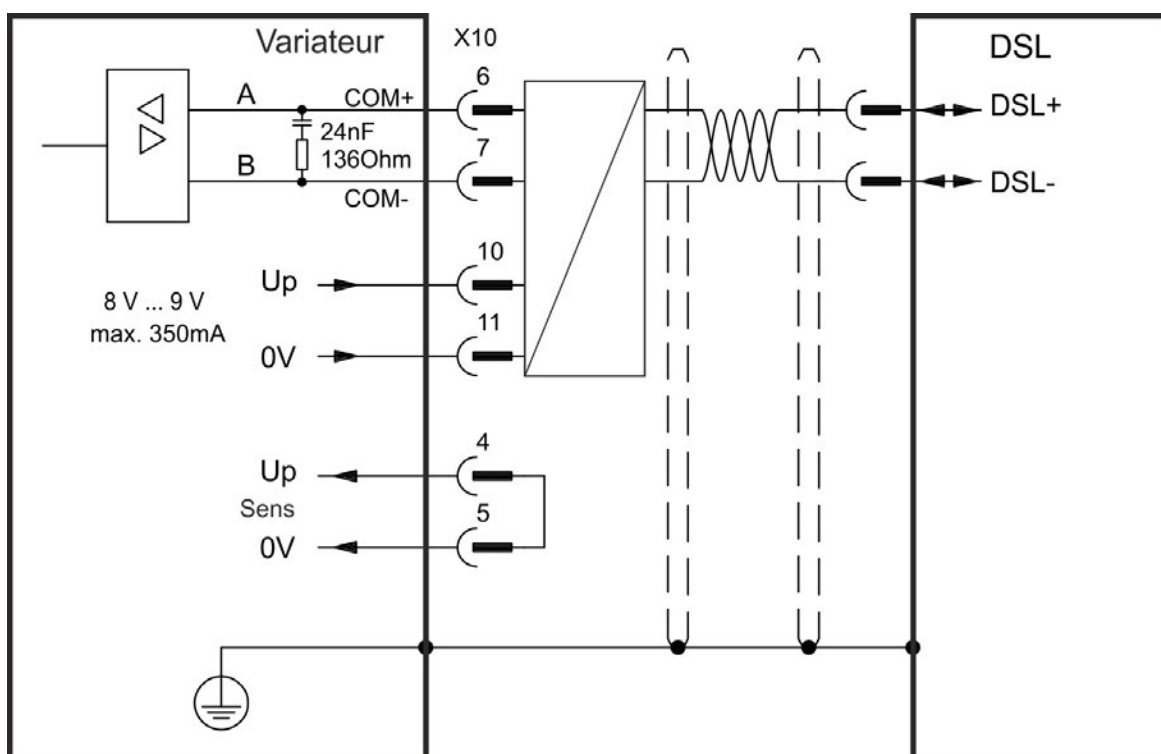 Variateur
X10
DSL
6
A
COM+
DSL+
24nF
136Ohm
7
B
COM-
DSL-
10
Up
8 V ... 9 V
max. 350mA
11
0V
4
Up
Sens
5
0V